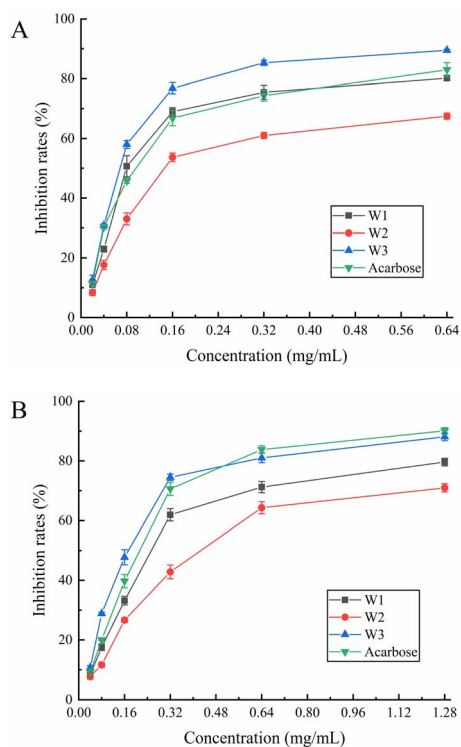 A
100
80
60
40
20
0
Inhibition rates (%)
W1
W2
W3
Acarbose
0.00 0.08 0.16 0.24 0.32 0.40 0.48 0.56 0.64
Concentration (mg/mL)
B
100
80
60
40
20
0
Inhibition rates (%)
W1
W2
W3
Acarbose
0.00 0.16 0.32 0.48 0.64 0.80 0.96 1.12 1.28
Concentration (mg/mL)